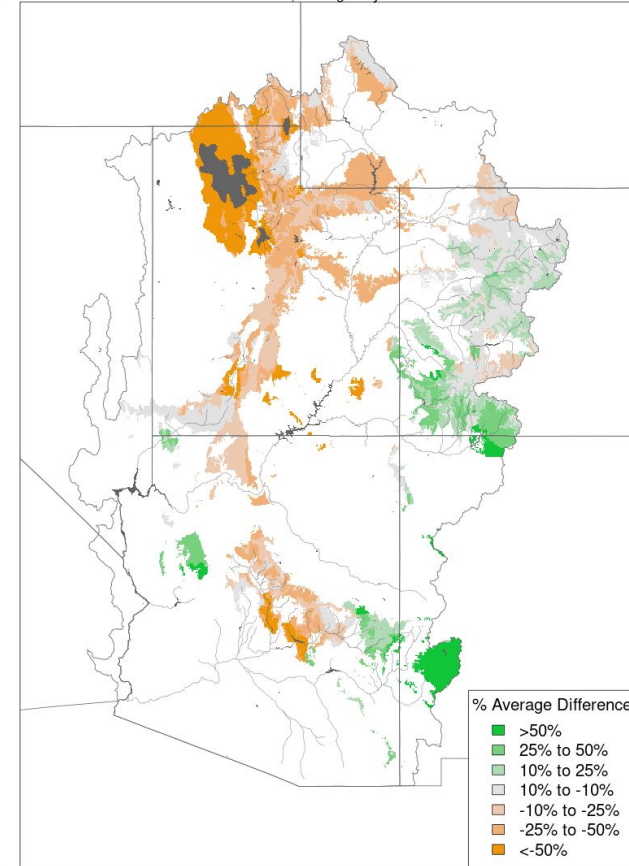 % Average Difference
>50%
25% to 50%
10% to 25%
10% to -10%
-10% to -25%
-25% to -50%
<-50%